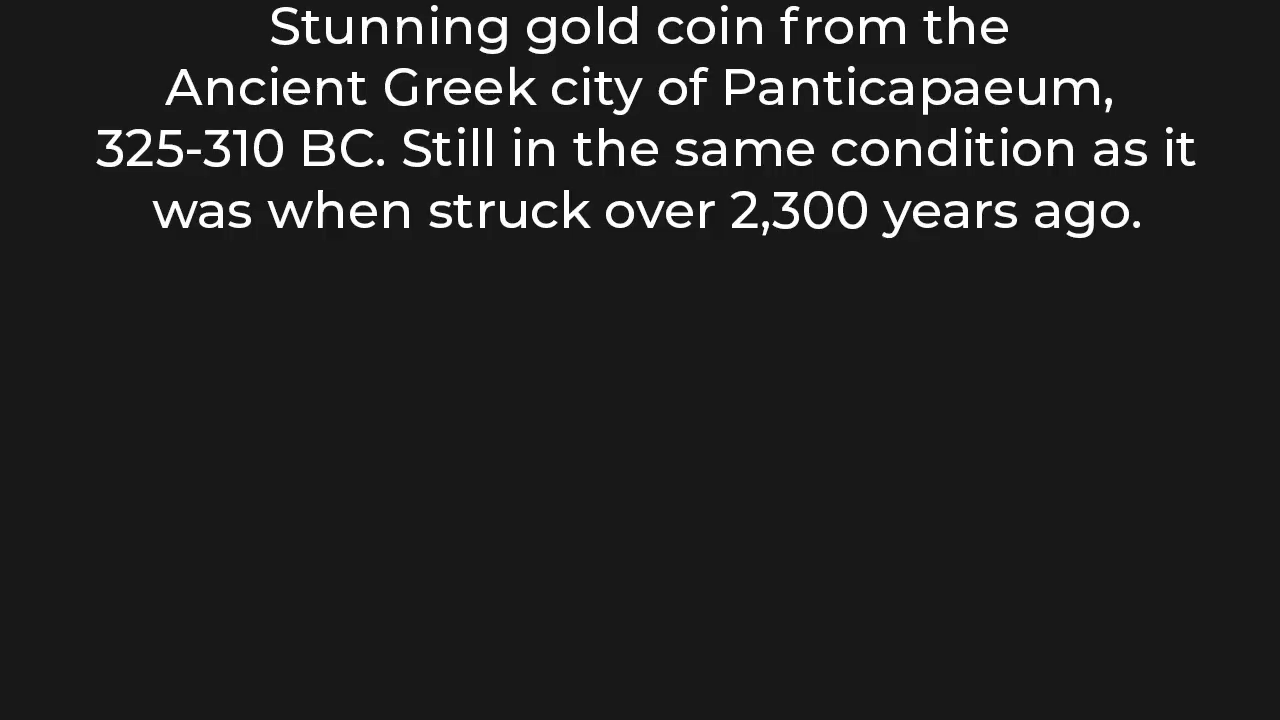 Stunning gold coin from the
Ancient Greek city of Panticapaeum,
325-310 BC. Still in the same condition as it
was when struck over 2,300 years ago.